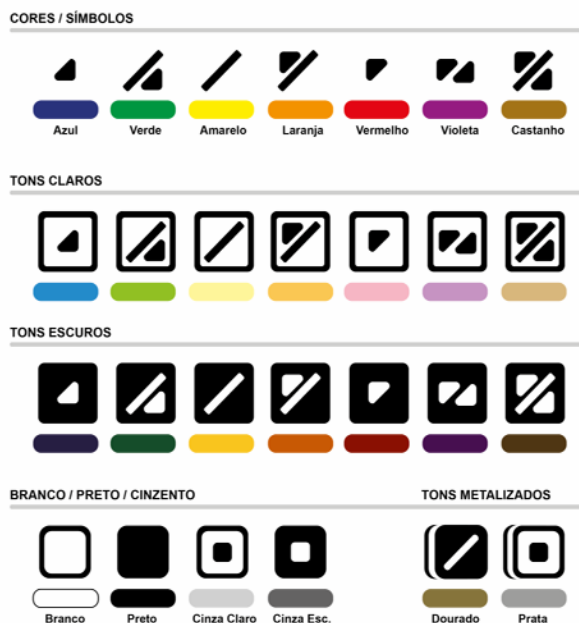 CORES / SÍMBOLOS
Azul Verde Amarelo Laranja Vermelho Violeta Castanho
TONS CLAROS
TONS ESCUROS
BRANCO / PRETO / CINZENTO TONS METALIZADOS
Branco Preto Cinza Claro Cinza Esc. Dourado Prata